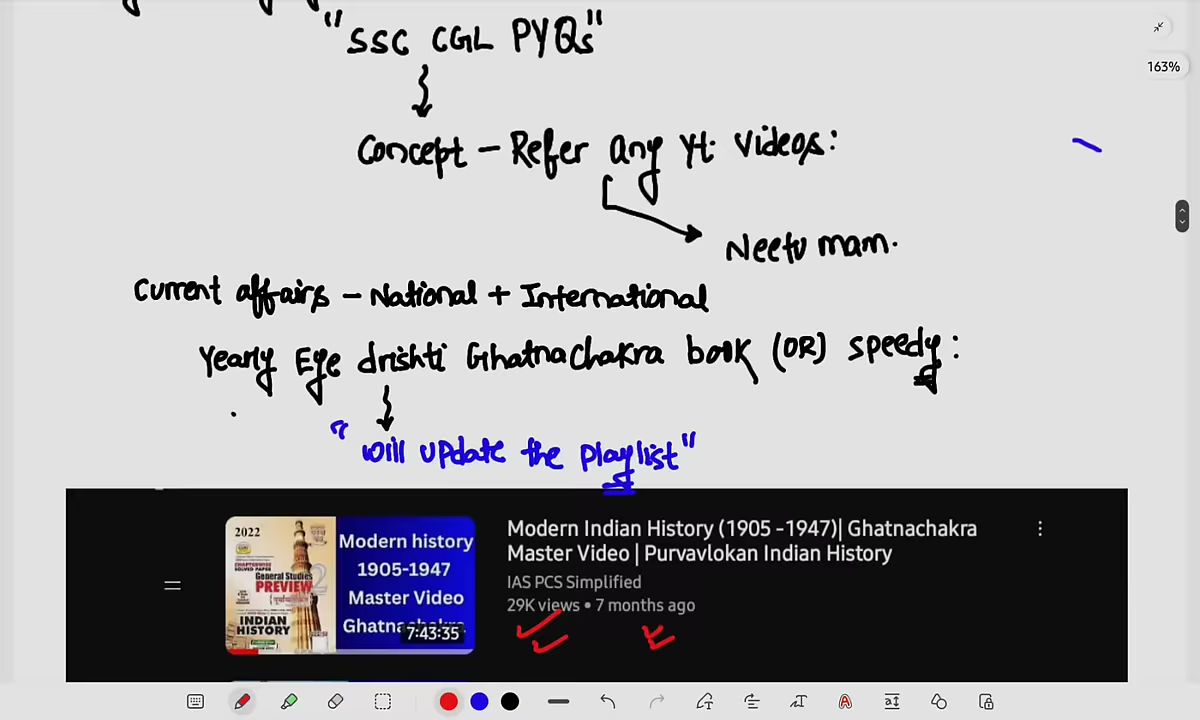 "SSC CGL PYQs"
163%
Concept - Refer any Yt. Videos:
Neetu mam.
Current affairs - National + International
Yearly Eye drishti GhatnaChakra book (OR) speedy:
"will update the playlist"
2022
General Studies
PREVIEW
INDIAN
HISTORY
Modern history
1905-1947
Master Video
7:43:35
Modern Indian History (1905 -1947)| Ghatnachakra
Master Video | Purvavlokan Indian History
IAS PCS Simplified
29K views • 7 months ago